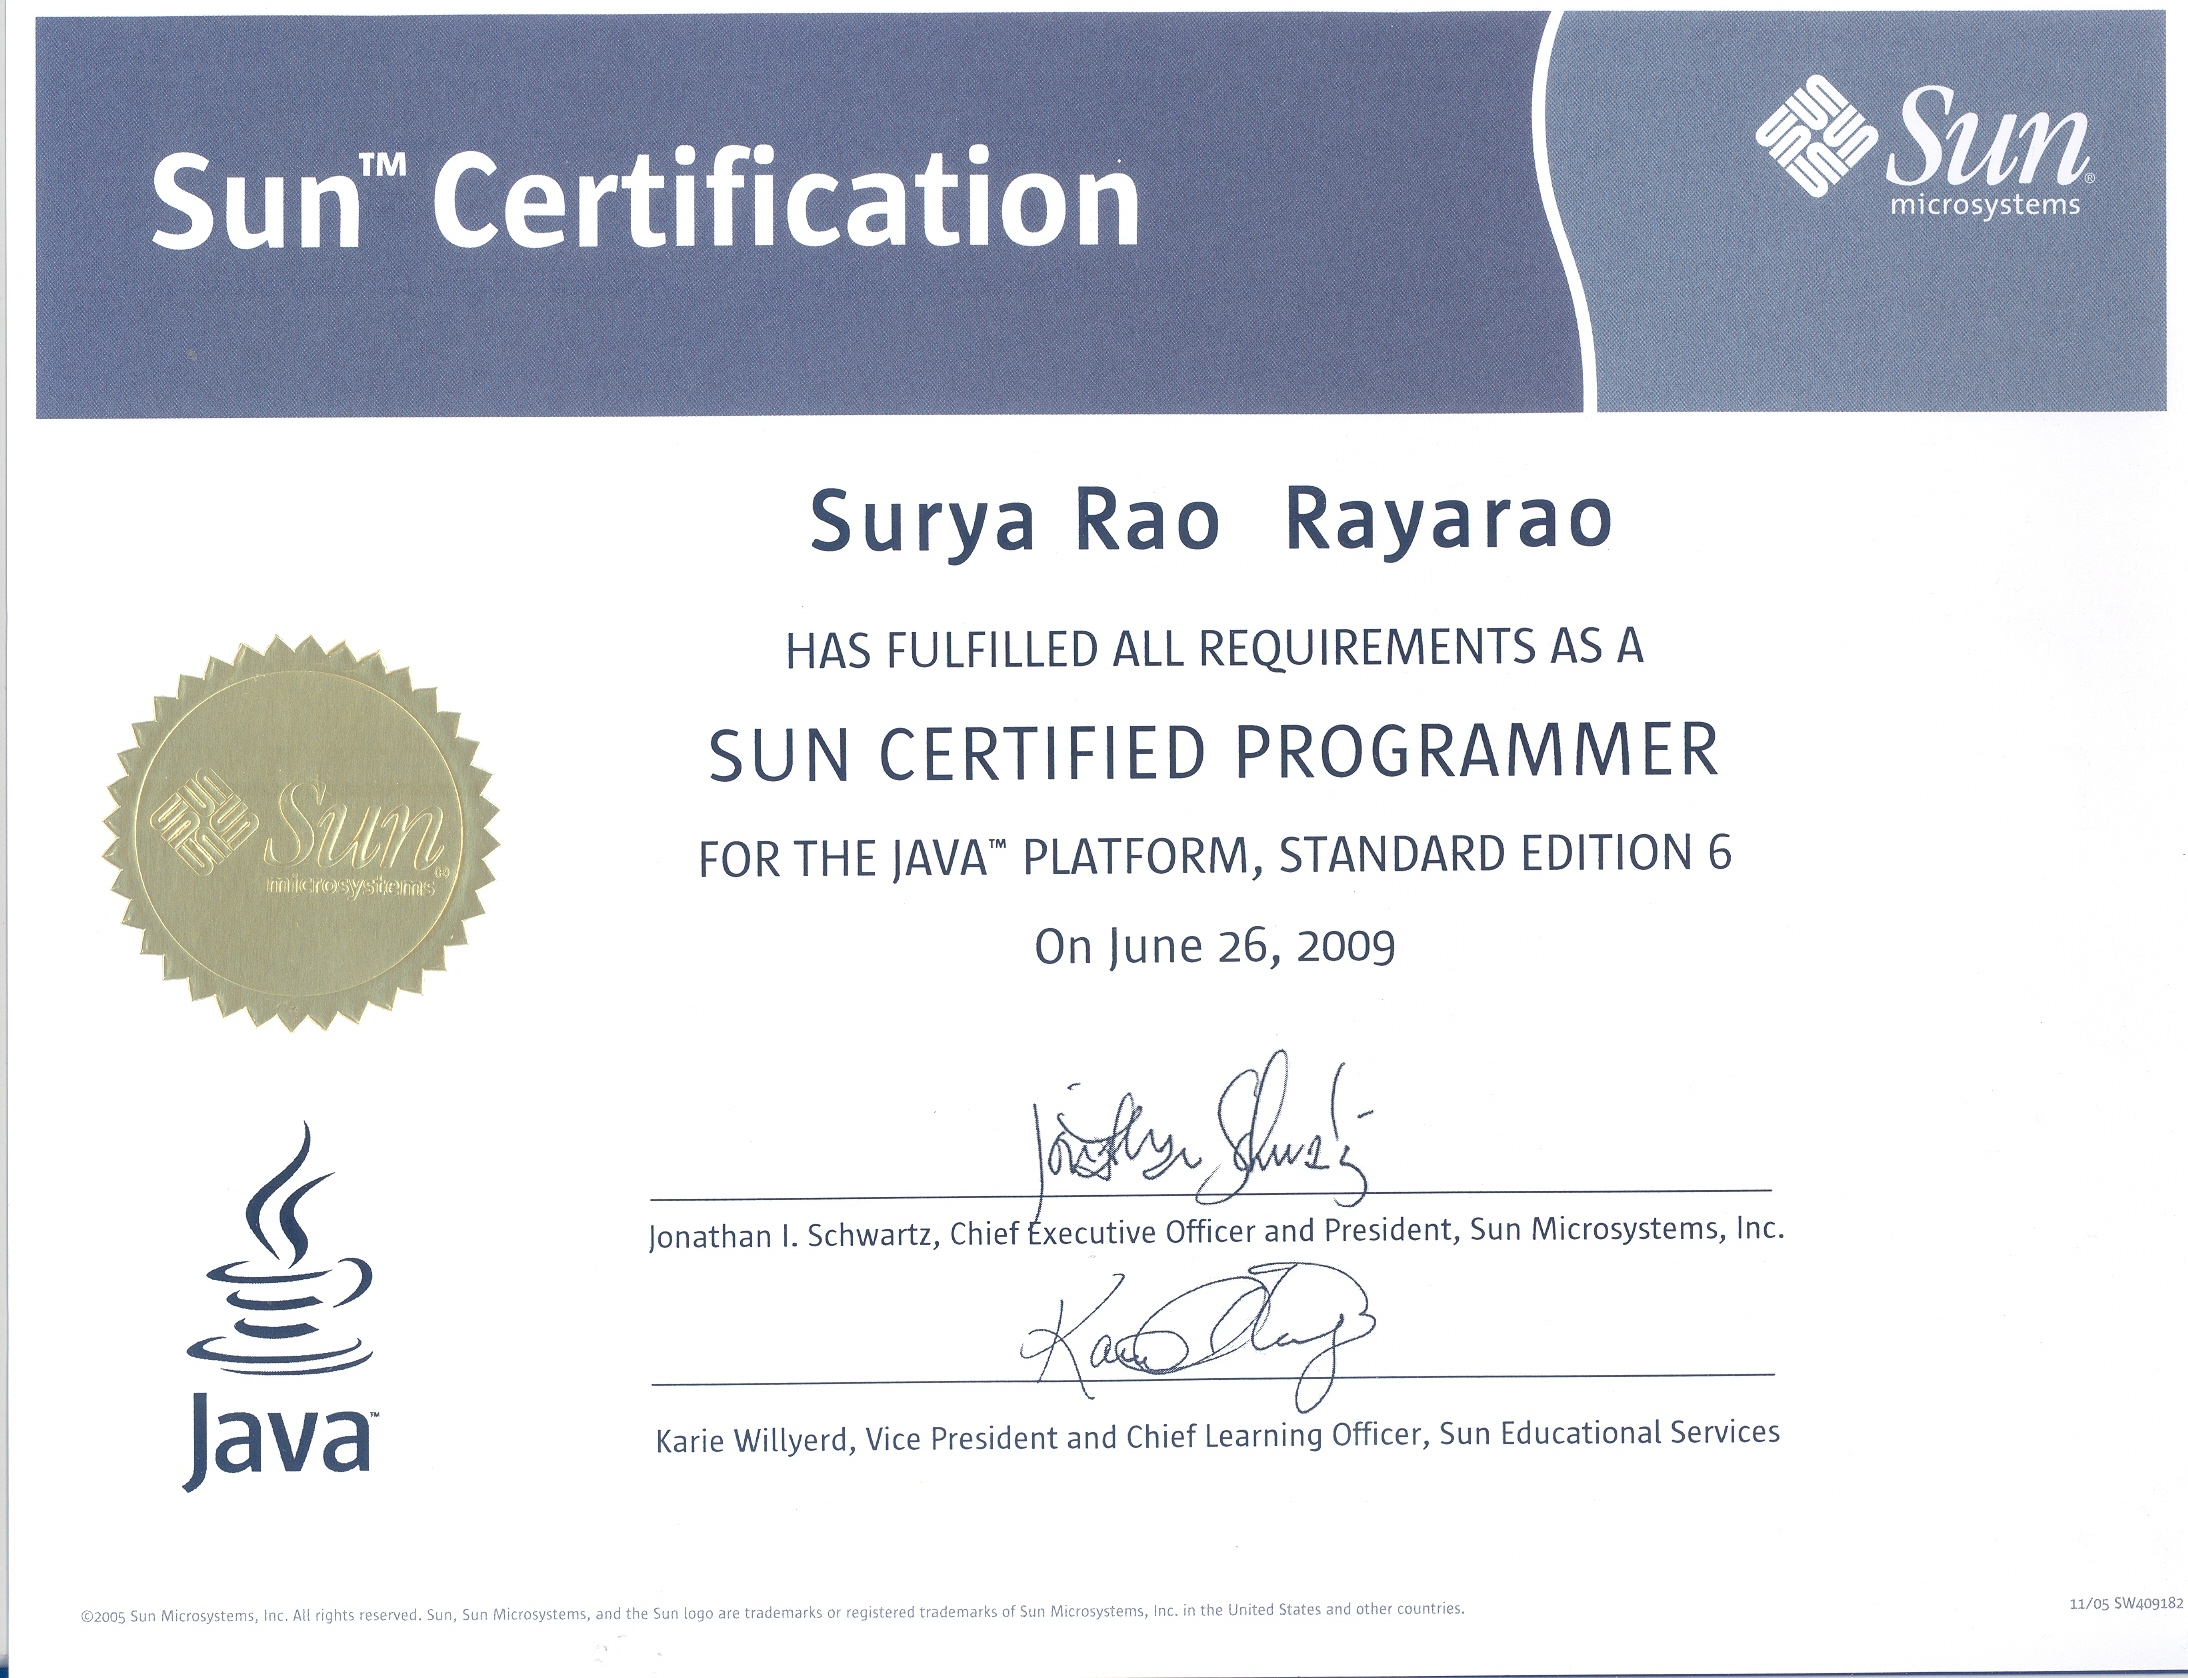 Sun™ Certification
Sun®
microsystems
Surya Rao Rayarao
HAS FULFILLED ALL REQUIREMENTS AS A
SUN CERTIFIED PROGRAMMER
FOR THE JAVA™ PLATFORM, STANDARD EDITION 6
On June 26, 2009
Sun
microsystems
Jonathan Schwartz
Jonathan I. Schwartz, Chief Executive Officer and President, Sun Microsystems, Inc.
Karie Willyerd, Vice President and Chief Learning Officer, Sun Educational Services
Java™
©2005 Sun Microsystems, Inc. All rights reserved. Sun, Sun Microsystems, and the Sun logo are trademarks or registered trademarks of Sun Microsystems, Inc. in the United States and other countries.
11/05 SW409182